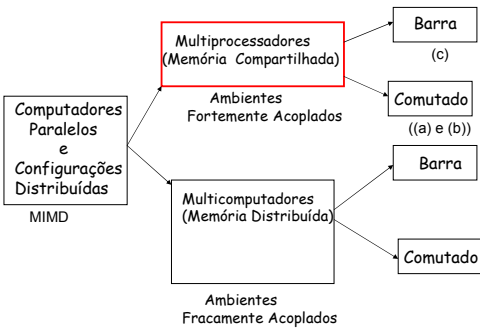 Computadores
Paralelos
e
Configurações
Distribuídas
MIMD
Multiprocessadores
(Memória Compartilhada)
Ambientes
Fortemente Acoplados
Barra
(c)
Comutado
((a) e (b))
Multicomputadores
(Memória Distribuída)
Ambientes
Fracamente Acoplados
Barra
Comutado